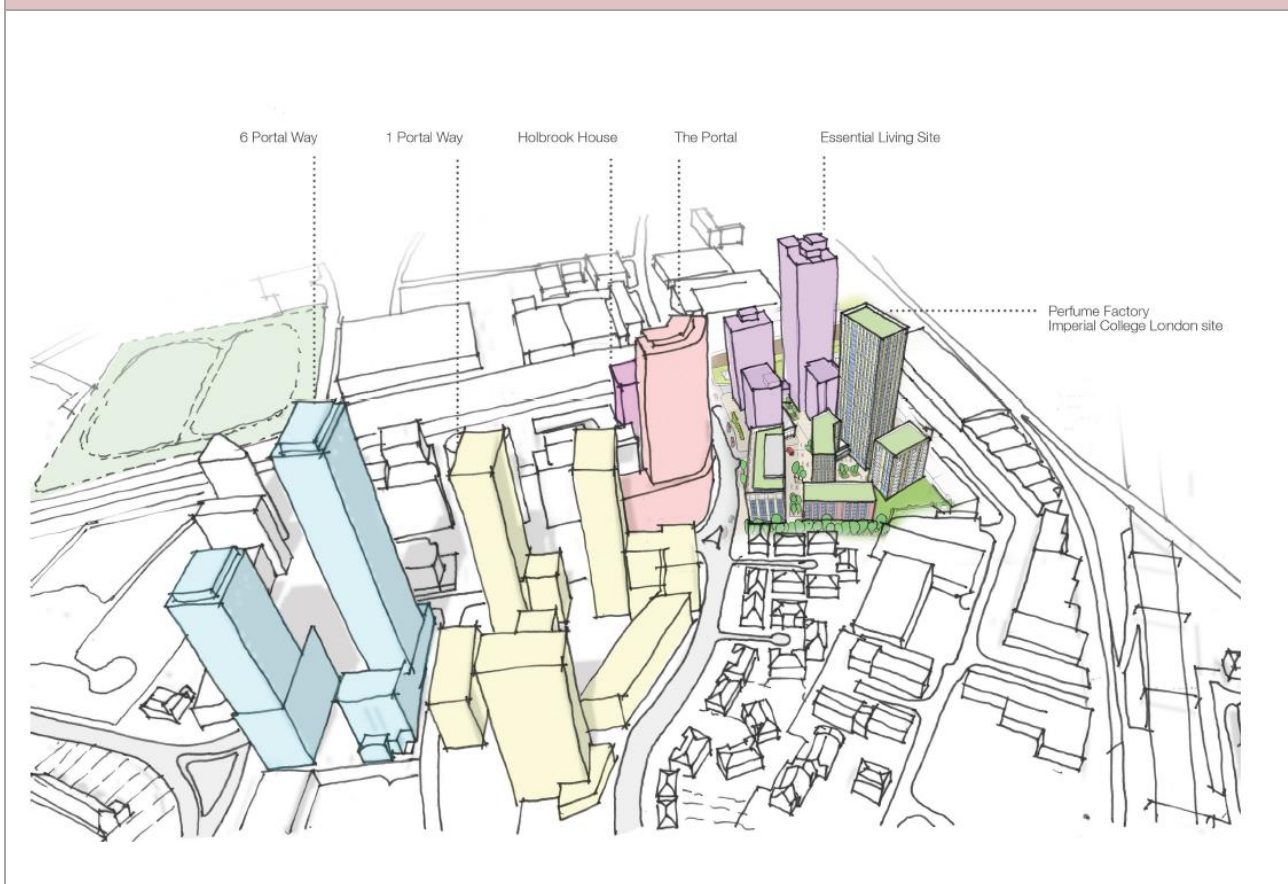 6 Portal Way
1 Portal Way
Holbrook House
The Portal
Essential Living Site
Perfume Factory
Imperial College London site